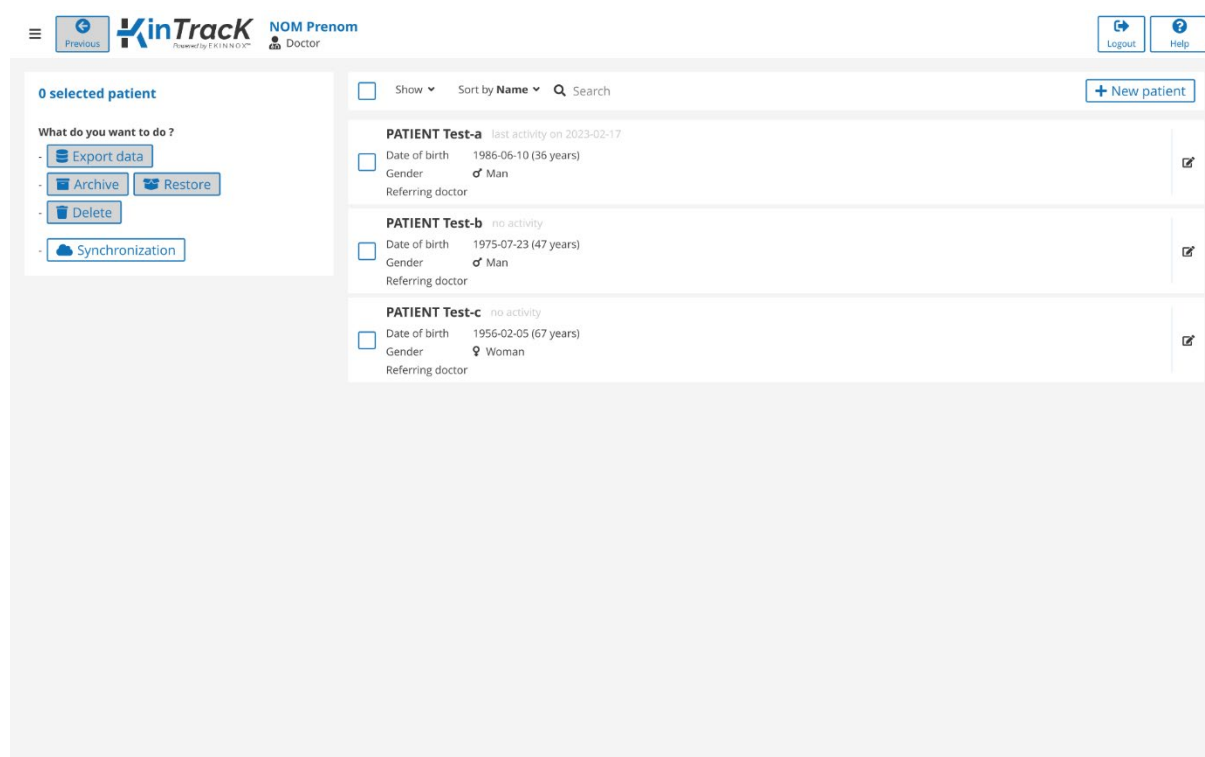 Previous
KinTracK
Powered by EKINNOX™
NOM Prenom
Doctor
Logout
Help
0 selected patient
What do you want to do ?
- Export data
- Archive Restore
- Delete
- Synchronization
Show Sort by Name Search
+ New patient
PATIENT Test-a last activity on 2023-02-17
Date of birth 1986-06-10 (36 years)
Gender ♂ Man
Referring doctor
PATIENT Test-b no activity
Date of birth 1975-07-23 (47 years)
Gender ♂ Man
Referring doctor
PATIENT Test-c no activity
Date of birth 1956-02-05 (67 years)
Gender ♀ Woman
Referring doctor